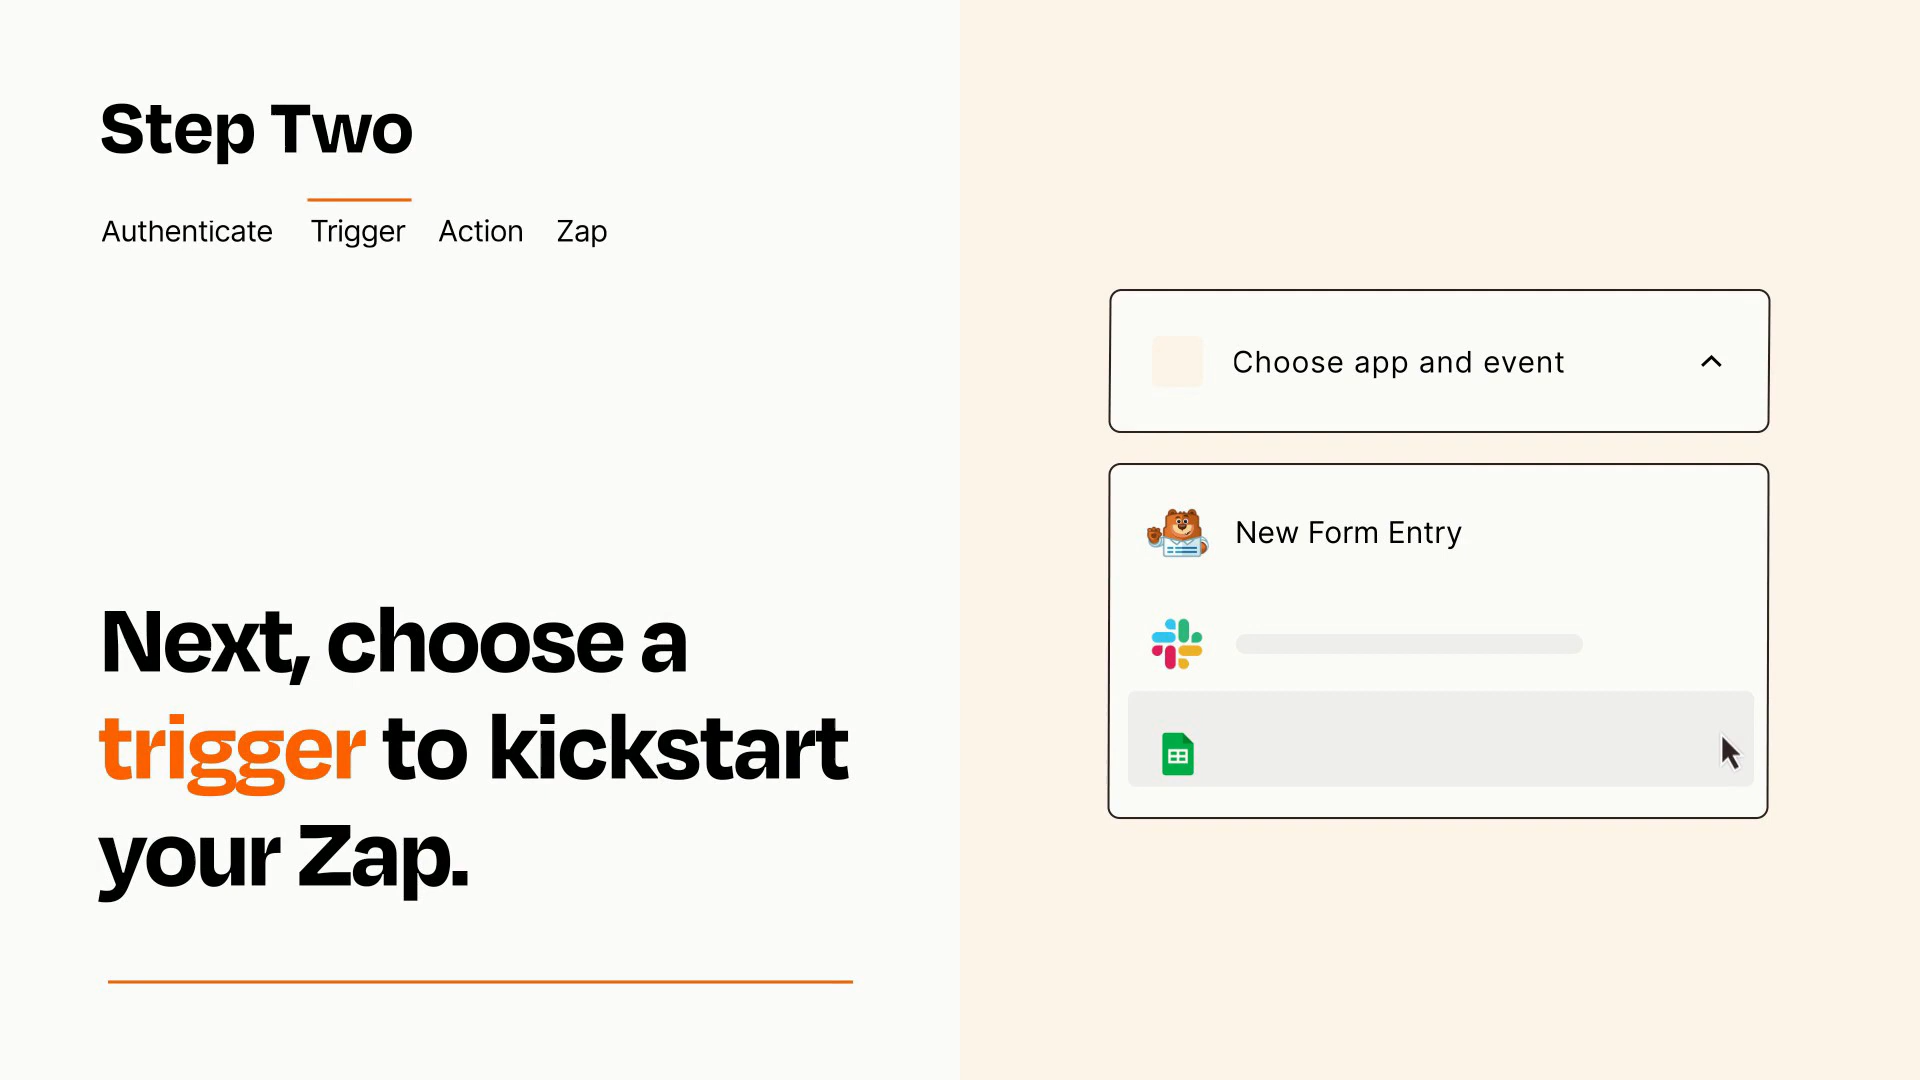 Step Two
Authenticate Trigger Action Zap
Next, choose a
trigger to kickstart
your Zap.
Choose app and event
New Form Entry